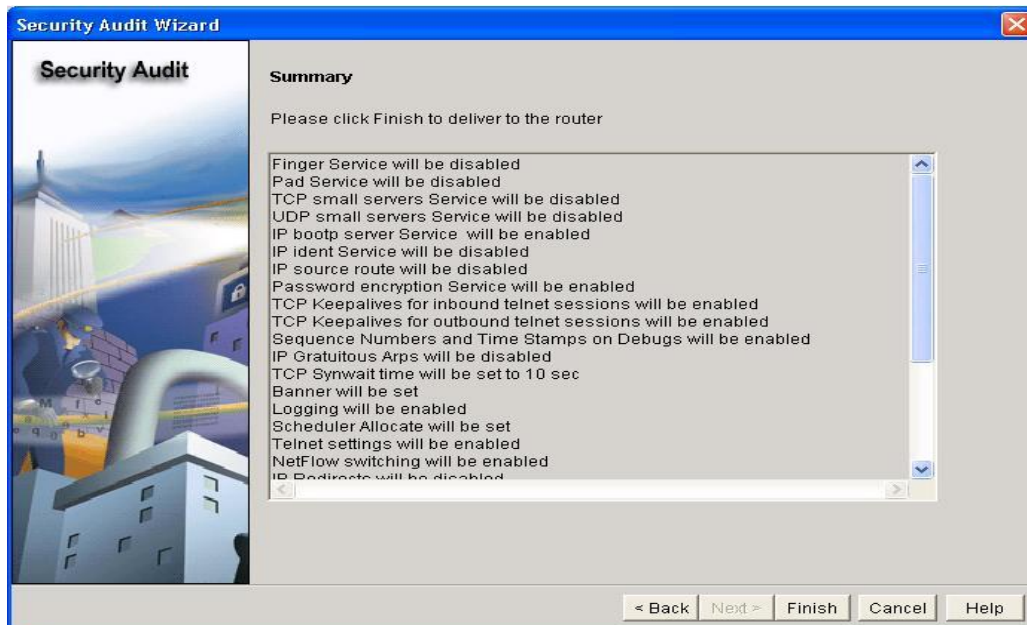 Security Audit Wizard
Security Audit
Summary
Please click Finish to deliver to the router
Finger Service will be disabled
Pad Service will be disabled
TCP small servers Service will be disabled
UDP small servers Service will be disabled
IP bootp server Service will be enabled
IP ident Service will be disabled
IP source route will be disabled
Password encryption Service will be enabled
TCP Keepalives for inbound telnet sessions will be enabled
TCP Keepalives for outbound telnet sessions will be enabled
Sequence Numbers and Time Stamps on Debugs will be enabled
IP Gratuitous Arps will be disabled
TCP Synwait time will be set to 10 sec
Banner will be set
Logging will be enabled
Scheduler Allocate will be set
Telnet settings will be enabled
NetFlow switching will be enabled
IP Redirects will be disabled
< Back Next > Finish Cancel Help